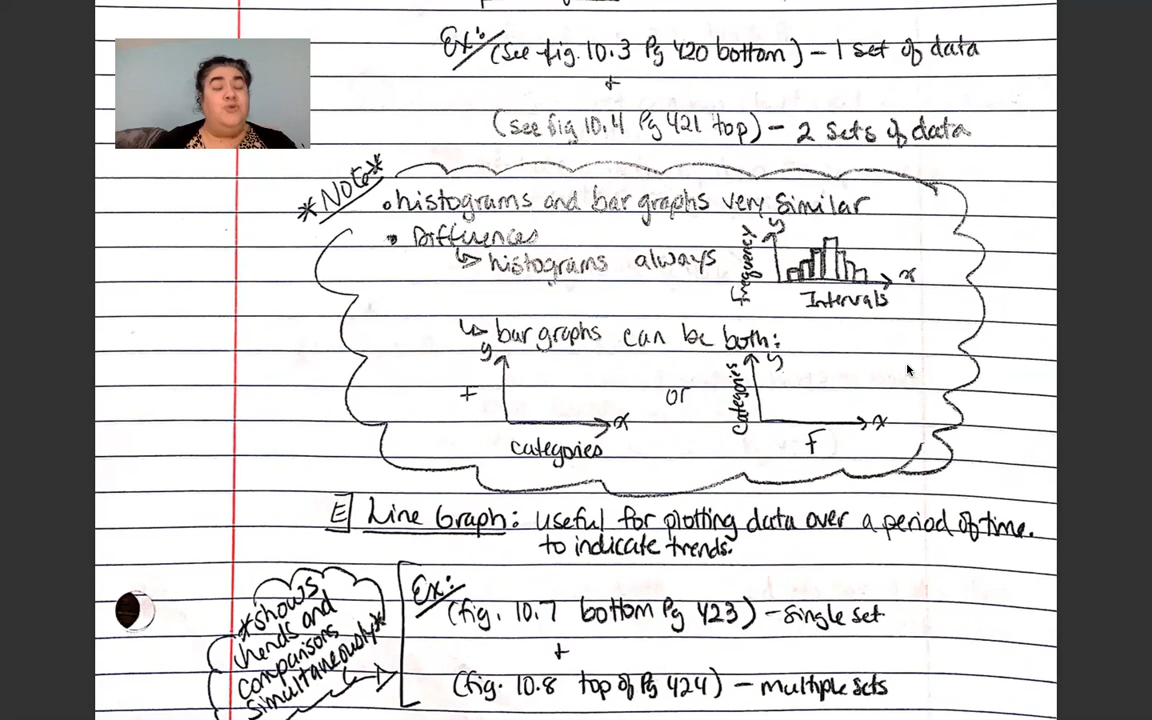 Ex: (see fig. 10.3 Pg 420 bottom) - 1 set of data
+
(see fig 10.4 Pg 421 top) - 2 sets of data
*Note*
• histograms and bar graphs very similar
• Differences
↳ histograms always
y
frequency
x
Intervals
↳ bar graphs can be both:
y
f
x
categories
or
y
Categories
x
F
E Line Graph: useful for plotting data over a period of time.
to indicate trends.
Ex:
(fig. 10.7 bottom Pg 423) - single set
+
(fig. 10.8 top of Pg 424) - multiple sets
*shows
trends and
comparisons
simultaneously*